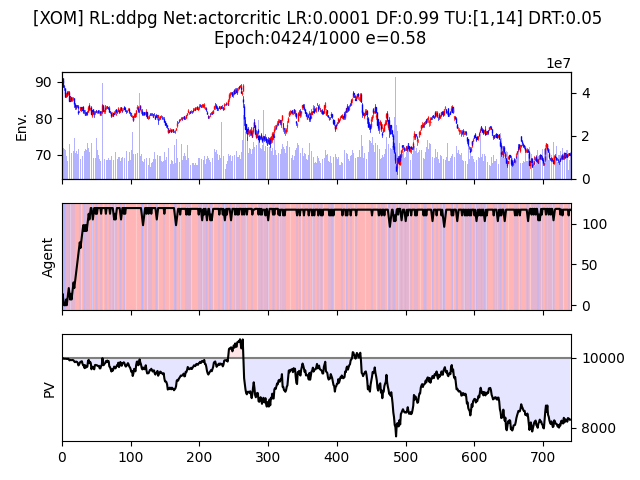 [XOM] RL:ddpg Net:actorcritic LR:0.0001 DF:0.99 TU:[1,14] DRT:0.05
Epoch:0424/1000 e=0.58
1e7
Env.
90
80
70
4
2
0
Agent
100
50
0
PV
10000
8000
0 100 200 300 400 500 600 700